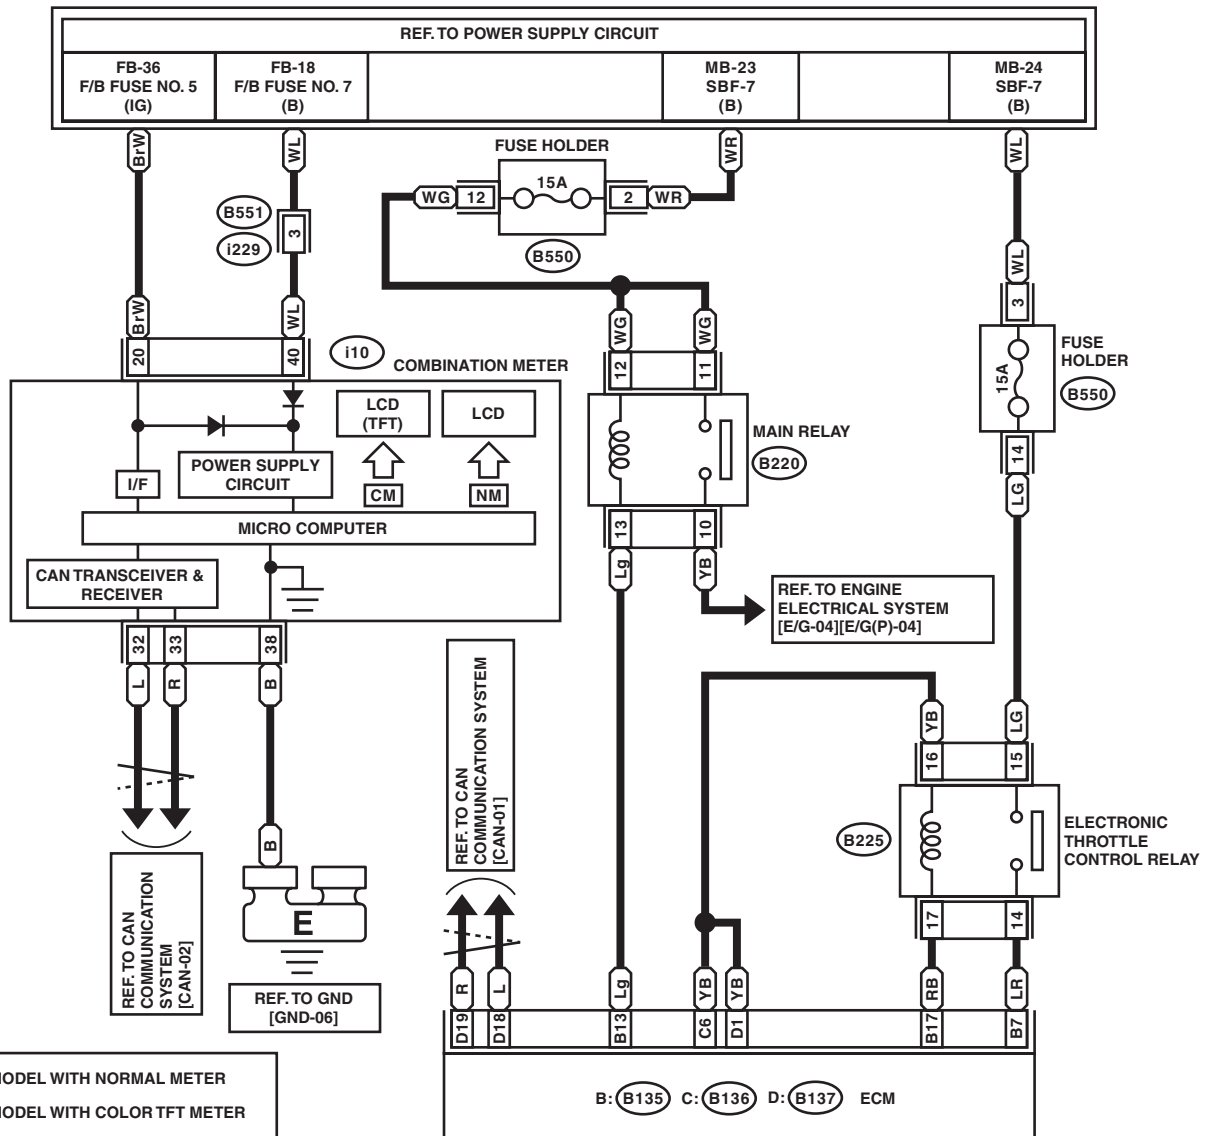 REF. TO POWER SUPPLY CIRCUIT
FB-36
F/B FUSE NO. 5
(IG)
FB-18
F/B FUSE NO. 7
(B)
MB-23
SBF-7
(B)
MB-24
SBF-7
(B)
BrW
WL
WR
WL
FUSE HOLDER
15A
WG
12
2
WR
B550
B551
i229
3
BrW
WL
20
40
i10
COMBINATION METER
WL
3
FUSE
HOLDER
15A
B550
14
LG
WG
WG
12
11
MAIN RELAY
B220
13
10
Lg
YB
LCD
(TFT)
LCD
POWER SUPPLY
CIRCUIT
I/F
CM
NM
MICRO COMPUTER
CAN TRANSCEIVER &
RECEIVER
REF. TO ENGINE
ELECTRICAL SYSTEM
[E/G-04][E/G(P)-04]
32
33
38
L
R
B
REF. TO CAN
COMMUNICATION SYSTEM
[CAN-01]
YB
LG
16
15
B225
ELECTRONIC
THROTTLE
CONTROL RELAY
17
14
B
E
REF. TO CAN
COMMUNICATION
SYSTEM
[CAN-02]
REF. TO GND
[GND-06]
R
L
Lg
YB
YB
RB
LR
D19
D18
B13
C6
D1
B17
B7
B: B135 C: B136 D: B137 ECM
MODEL WITH NORMAL METER
MODEL WITH COLOR TFT METER